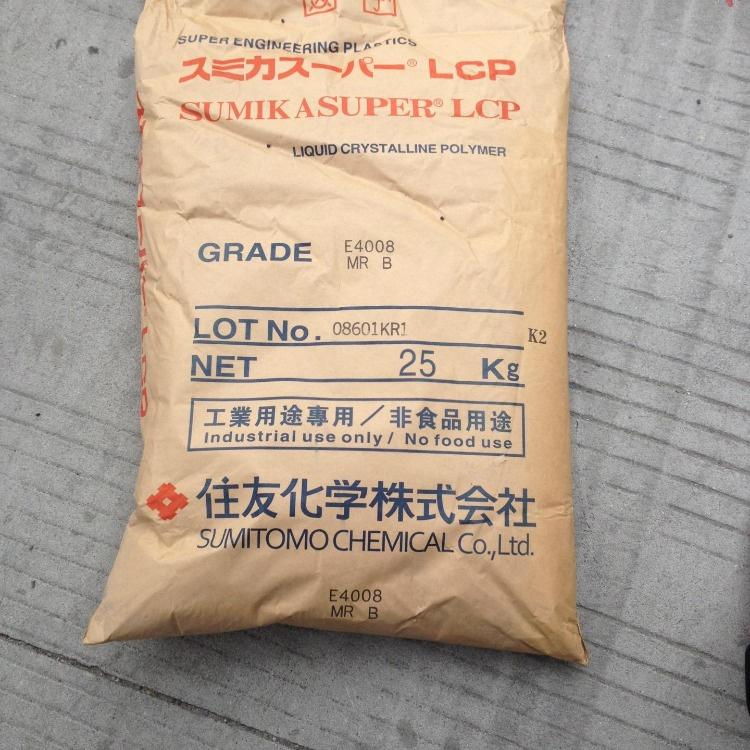 SUPER ENGINEERING PLASTICS
スミカスーパー® LCP
SUMIKASUPER® LCP
LIQUID CRYSTALLINE POLYMER
GRADE E4008
MR B
LOT No. 08601KR1 K2
NET 25 Kg
工業用途専用/非食品用途
Industrial use only/ No food use
住友化学株式会社
SUMITOMO CHEMICAL Co.,Ltd.
E4008
MR B